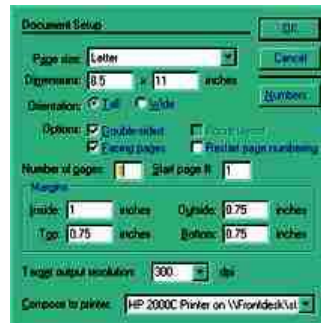 Document Setup
OK
Page size: Letter
Cancel
Dimensions: 8.5 x 11 inches
Numbers...
Orientation: Tall Wide
Options: Double-sided
Facing pages Restart page numbering
Number of pages: Start page #: 1
Margins
Inside: 1 inches Outside: 0.75 inches
Top: 0.75 inches Bottom: 0.75 inches
Target output resolution: 300 dpi
Compose to printer: HP 2000C Printer on \\Frontdesk\